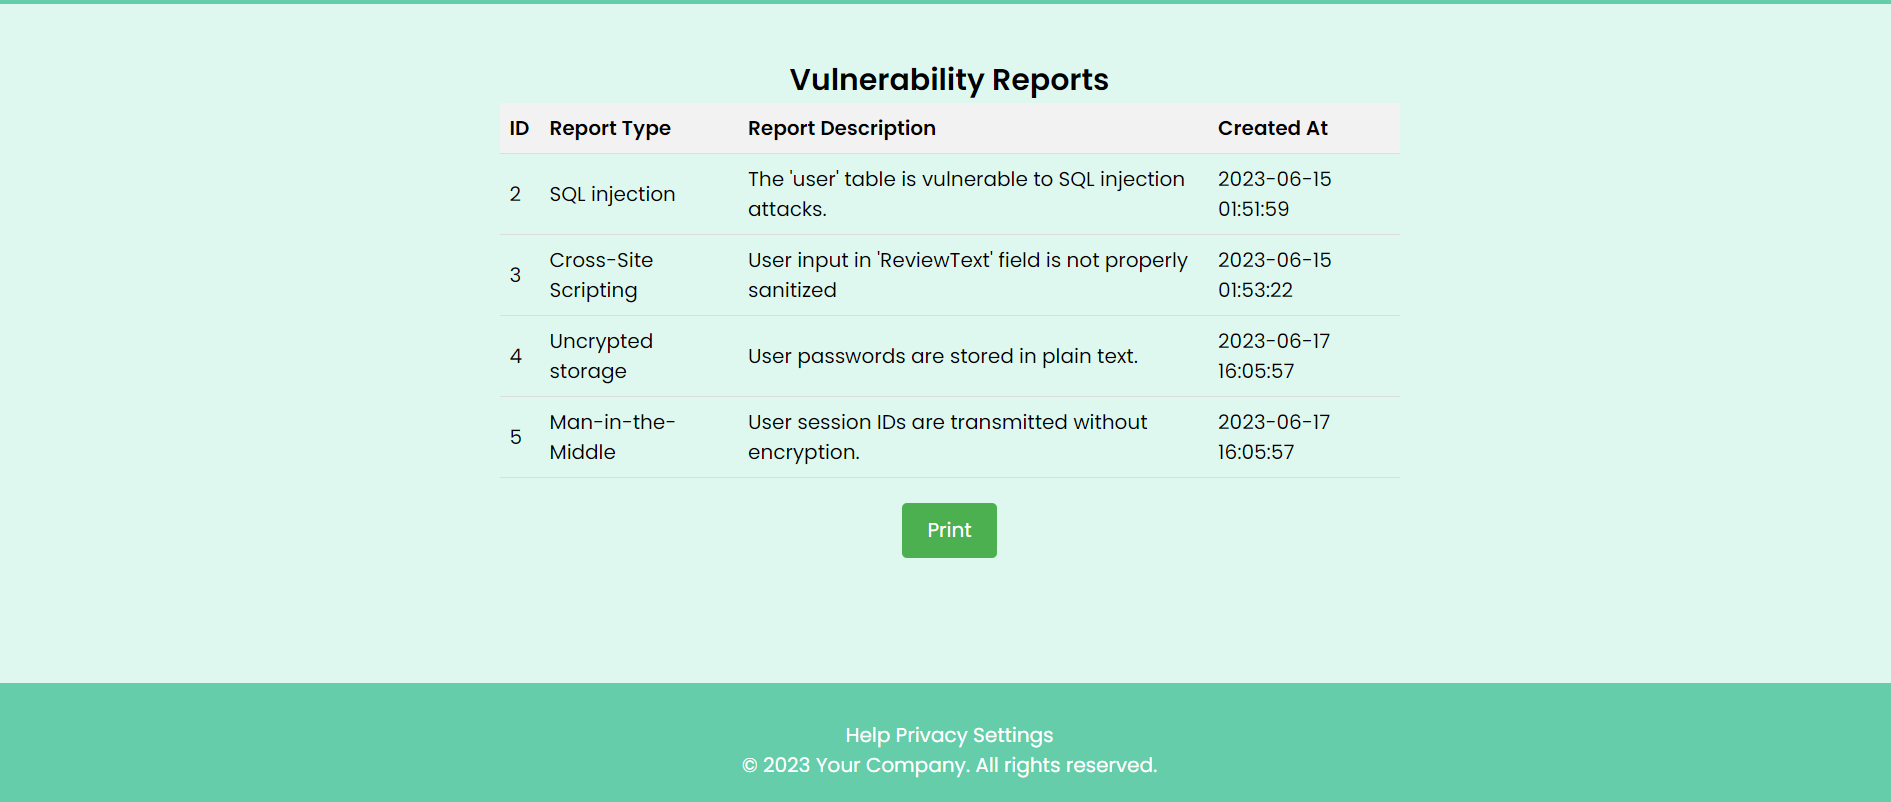 Vulnerability Reports
ID Report Type Report Description Created At
2 SQL injection The 'user' table is vulnerable to SQL injection attacks. 2023-06-15 01:51:59
3 Cross-Site Scripting User input in 'ReviewText' field is not properly sanitized 2023-06-15 01:53:22
4 Uncrypted storage User passwords are stored in plain text. 2023-06-17 16:05:57
5 Man-in-the-Middle User session IDs are transmitted without encryption. 2023-06-17 16:05:57
Print
Help Privacy Settings
© 2023 Your Company. All rights reserved.